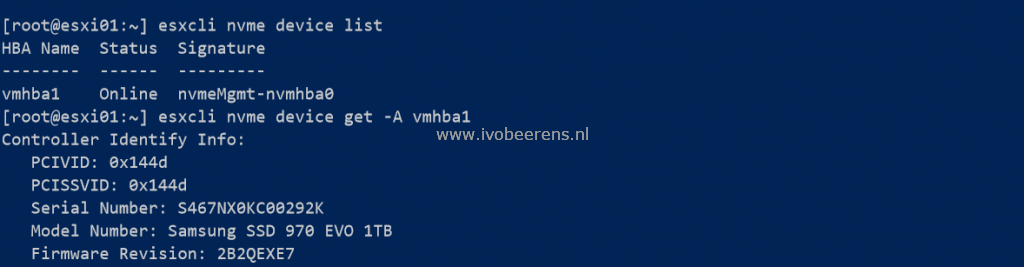 [root@esxi01:~] esxcli nvme device list
HBA Name  Status  Signature
--------  ------  ---------
vmhba1    Online  nvmeMgmt-nvmhba0
[root@esxi01:~] esxcli nvme device get -A vmhba1
www.ivobeerens.nl
Controller Identify Info:
   PCIVID: 0x144d
   PCISSVID: 0x144d
   Serial Number: S467NX0KC00292K
   Model Number: Samsung SSD 970 EVO 1TB
   Firmware Revision: 2B2QEXE7